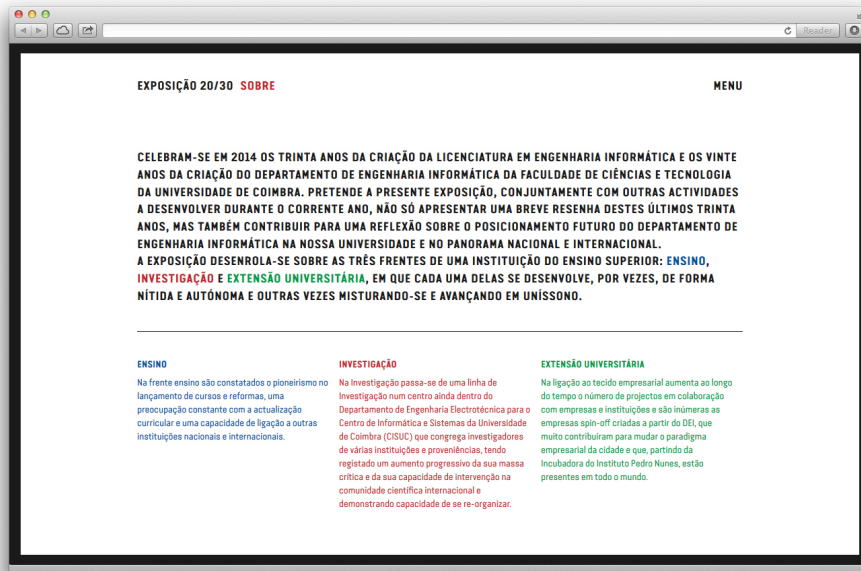 Reader
EXPOSIÇÃO 20/30 SOBRE
MENU
CELEBRAM-SE EM 2014 OS TRINTA ANOS DA CRIAÇÃO DA LICENCIATURA EM ENGENHARIA INFORMÁTICA E OS VINTE
ANOS DA CRIAÇÃO DO DEPARTAMENTO DE ENGENHARIA INFORMÁTICA DA FACULDADE DE CIÊNCIAS E TECNOLOGIA
DA UNIVERSIDADE DE COIMBRA. PRETENDE A PRESENTE EXPOSIÇÃO, CONJUNTAMENTE COM OUTRAS ACTIVIDADES
A DESENVOLVER DURANTE O CORRENTE ANO, NÃO SÓ APRESENTAR UMA BREVE RESENHA DESTES ÚLTIMOS TRINTA
ANOS, MAS TAMBÉM CONTRIBUIR PARA UMA REFLEXÃO SOBRE O POSICIONAMENTO FUTURO DO DEPARTAMENTO DE
ENGENHARIA INFORMÁTICA NA NOSSA UNIVERSIDADE E NO PANORAMA NACIONAL E INTERNACIONAL.
A EXPOSIÇÃO DESENROLA-SE SOBRE AS TRÊS FRENTES DE UMA INSTITUIÇÃO DO ENSINO SUPERIOR: ENSINO,
INVESTIGAÇÃO E EXTENSÃO UNIVERSITÁRIA, EM QUE CADA UMA DELAS SE DESENVOLVE, POR VEZES, DE FORMA
NÍTIDA E AUTÓNOMA E OUTRAS VEZES MISTURANDO-SE E AVANÇANDO EM UNÍSSONO.
ENSINO
Na frente ensino são constatados o pioneirismo no
lançamento de cursos e reformas, uma
preocupação constante com a actualização
curricular e uma capacidade de ligação a outras
instituições nacionais e internacionais.
INVESTIGAÇÃO
Na Investigação passa-se de uma linha de
Investigação num centro ainda dentro do
Departamento de Engenharia Electrotécnica para o
Centro de Informática e Sistemas da Universidade
de Coimbra (CISUC) que congrega investigadores
de várias instituições e proveniências, tendo
registado um aumento progressivo da sua massa
crítica e da sua capacidade de intervenção na
comunidade científica internacional e
demonstrando capacidade de se re-organizar.
EXTENSÃO UNIVERSITÁRIA
Na ligação ao tecido empresarial aumenta ao longo
do tempo o número de projectos em colaboração
com empresas e instituições e são inúmeras as
empresas spin-off criadas a partir do DEI, que
muito contribuiram para mudar o paradigma
empresarial da cidade e que, partindo da
Incubadora do Instituto Pedro Nunes, estão
presentes em todo o mundo.